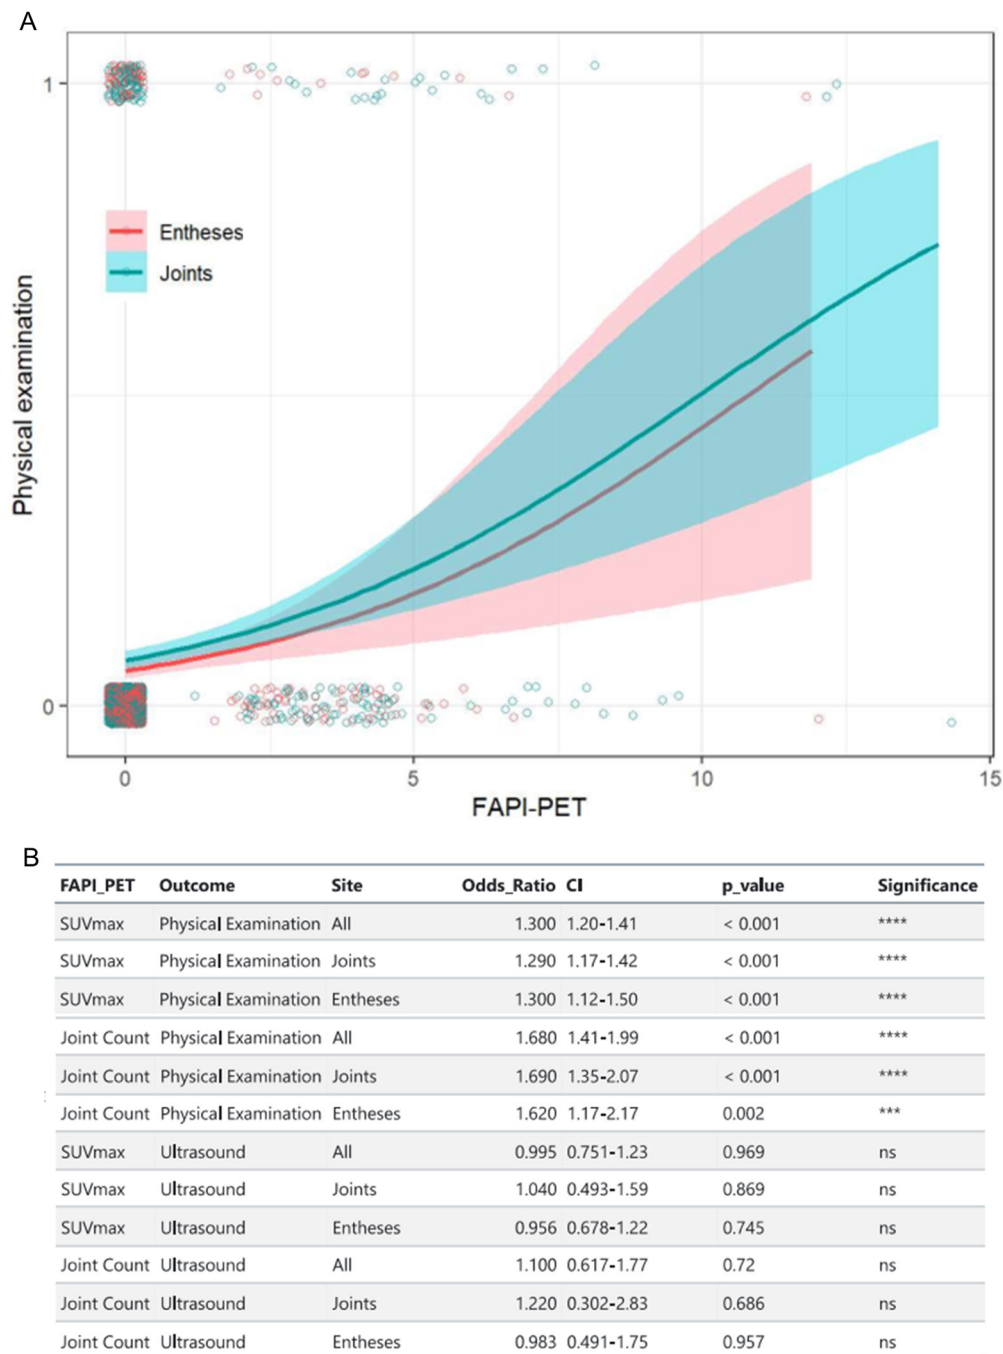 A
1
Entheses
Joints
Physical examination
0
0 5 10 15
FAPI-PET
B
FAPI_PET Outcome Site Odds_Ratio CI p_value Significance
SUVmax Physical Examination All 1.300 1.20-1.41 < 0.001 ****
SUVmax Physical Examination Joints 1.290 1.17-1.42 < 0.001 ****
SUVmax Physical Examination Entheses 1.300 1.12-1.50 < 0.001 ****
Joint Count Physical Examination All 1.680 1.41-1.99 < 0.001 ****
Joint Count Physical Examination Joints 1.690 1.35-2.07 < 0.001 ****
Joint Count Physical Examination Entheses 1.620 1.17-2.17 0.002 ***
SUVmax Ultrasound All 0.995 0.751-1.23 0.969 ns
SUVmax Ultrasound Joints 1.040 0.493-1.59 0.869 ns
SUVmax Ultrasound Entheses 0.956 0.678-1.22 0.745 ns
Joint Count Ultrasound All 1.100 0.617-1.77 0.72 ns
Joint Count Ultrasound Joints 1.220 0.302-2.83 0.686 ns
Joint Count Ultrasound Entheses 0.983 0.491-1.75 0.957 ns